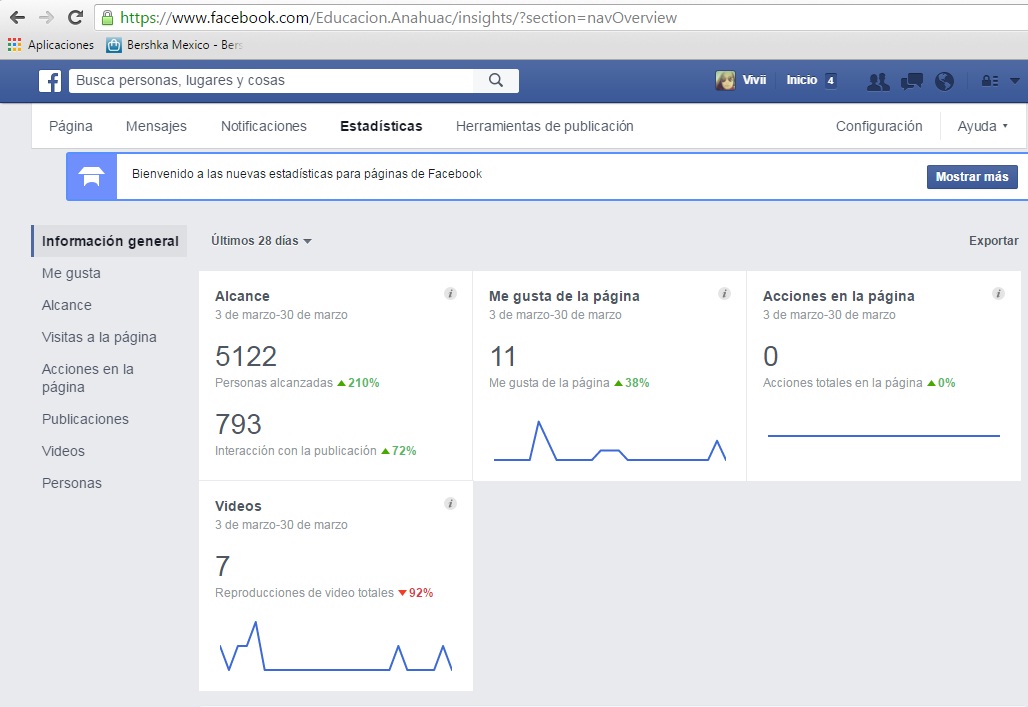 https://www.facebook.com/Educacion.Anahuac/insights/?section=navOverview
Aplicaciones Bershka Mexico - Bers
Busca personas, lugares y cosas Vivii Inicio 4
Página Mensajes Notificaciones Estadísticas Herramientas de publicación Configuración Ayuda
Bienvenido a las nuevas estadísticas para páginas de Facebook Mostrar más
Información general
Me gusta
Alcance
Visitas a la página
Acciones en la
página
Publicaciones
Videos
Personas
Últimos 28 días Exportar
Alcance
3 de marzo-30 de marzo
5122
Personas alcanzadas 210%
793
Interacción con la publicación 72%
Me gusta de la página
3 de marzo-30 de marzo
11
Me gusta de la página 38%
Acciones en la página
3 de marzo-30 de marzo
0
Acciones totales en la página 0%
Videos
3 de marzo-30 de marzo
7
Reproducciones de video totales 92%